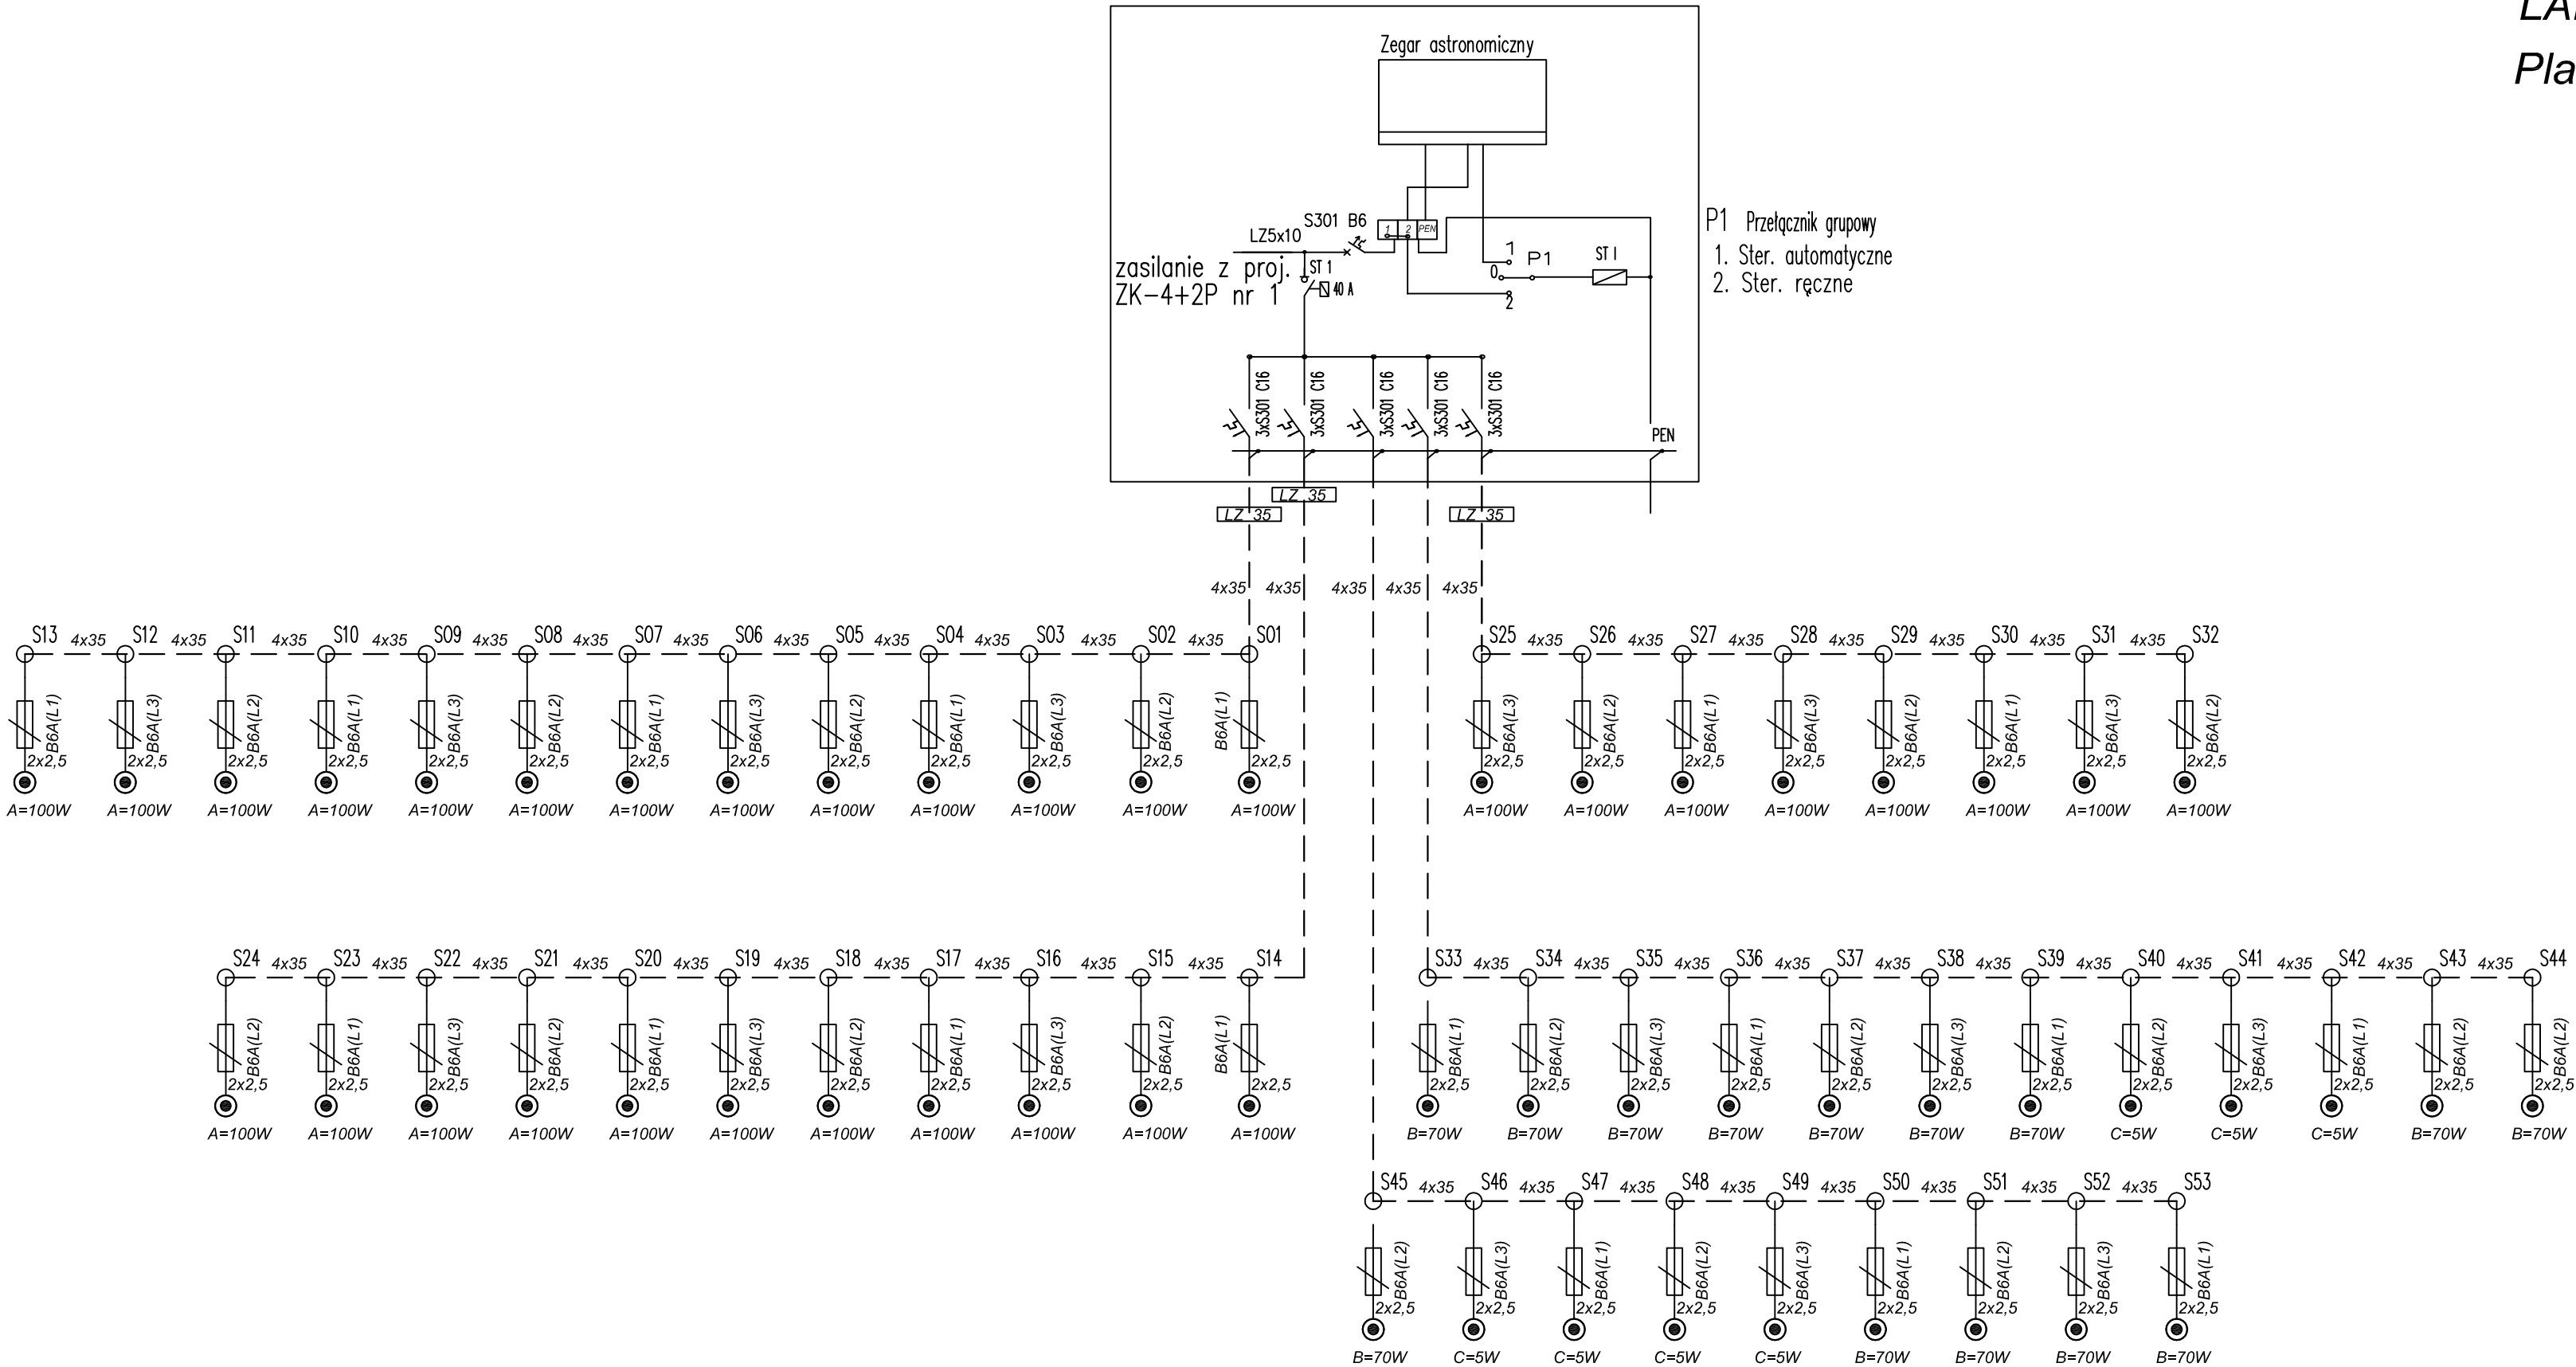 LA
Pla
Zegar astronomiczny
S301 B6
1 2 PEN
LZ5x10
zasilanie z proj.
ZK-4+2P nr 1
ST 1
40 A
1
0
P1
2
ST I
P1 Przełącznik grupowy
1. Ster. automatyczne
2. Ster. ręczne
3xS301 C16 3xS301 C16 3xS301 C16 3xS301 C16 3xS301 C16
PEN
LZ 35
LZ 35 LZ 35
4x35 4x35 4x35 4x35 4x35
S13 4x35 S12 4x35 S11 4x35 S10 4x35 S09 4x35 S08 4x35 S07 4x35 S06 4x35 S05 4x35 S04 4x35 S03 4x35 S02 4x35 S01
B6A(L1) B6A(L3) B6A(L2) B6A(L1) B6A(L3) B6A(L2) B6A(L1) B6A(L3) B6A(L2) B6A(L1) B6A(L3) B6A(L2) B6A(L1)
2x2,5 2x2,5 2x2,5 2x2,5 2x2,5 2x2,5 2x2,5 2x2,5 2x2,5 2x2,5 2x2,5 2x2,5 2x2,5
A=100W A=100W A=100W A=100W A=100W A=100W A=100W A=100W A=100W A=100W A=100W A=100W A=100W
S25 4x35 S26 4x35 S27 4x35 S28 4x35 S29 4x35 S30 4x35 S31 4x35 S32
B6A(L3) B6A(L2) B6A(L1) B6A(L3) B6A(L2) B6A(L1) B6A(L3) B6A(L2)
2x2,5 2x2,5 2x2,5 2x2,5 2x2,5 2x2,5 2x2,5 2x2,5
A=100W A=100W A=100W A=100W A=100W A=100W A=100W A=100W
S24 4x35 S23 4x35 S22 4x35 S21 4x35 S20 4x35 S19 4x35 S18 4x35 S17 4x35 S16 4x35 S15 4x35 S14
B6A(L2) B6A(L1) B6A(L3) B6A(L2) B6A(L1) B6A(L3) B6A(L2) B6A(L1) B6A(L3) B6A(L2) B6A(L1)
2x2,5 2x2,5 2x2,5 2x2,5 2x2,5 2x2,5 2x2,5 2x2,5 2x2,5 2x2,5 2x2,5
A=100W A=100W A=100W A=100W A=100W A=100W A=100W A=100W A=100W A=100W A=100W
S33 4x35 S34 4x35 S35 4x35 S36 4x35 S37 4x35 S38 4x35 S39 4x35 S40 4x35 S41 4x35 S42 4x35 S43 4x35 S44
B6A(L1) B6A(L2) B6A(L3) B6A(L1) B6A(L2) B6A(L3) B6A(L1) B6A(L2) B6A(L3) B6A(L1) B6A(L2) B6A(L2)
2x2,5 2x2,5 2x2,5 2x2,5 2x2,5 2x2,5 2x2,5 2x2,5 2x2,5 2x2,5 2x2,5 2x2,5
B=70W B=70W B=70W B=70W B=70W B=70W B=70W C=5W C=5W C=5W B=70W B=70W
S45 4x35 S46 4x35 S47 4x35 S48 4x35 S49 4x35 S50 4x35 S51 4x35 S52 4x35 S53
B6A(L2) B6A(L3) B6A(L1) B6A(L2) B6A(L3) B6A(L1) B6A(L2) B6A(L3) B6A(L1)
2x2,5 2x2,5 2x2,5 2x2,5 2x2,5 2x2,5 2x2,5 2x2,5 2x2,5
B=70W C=5W C=5W C=5W C=5W B=70W B=70W B=70W B=70W